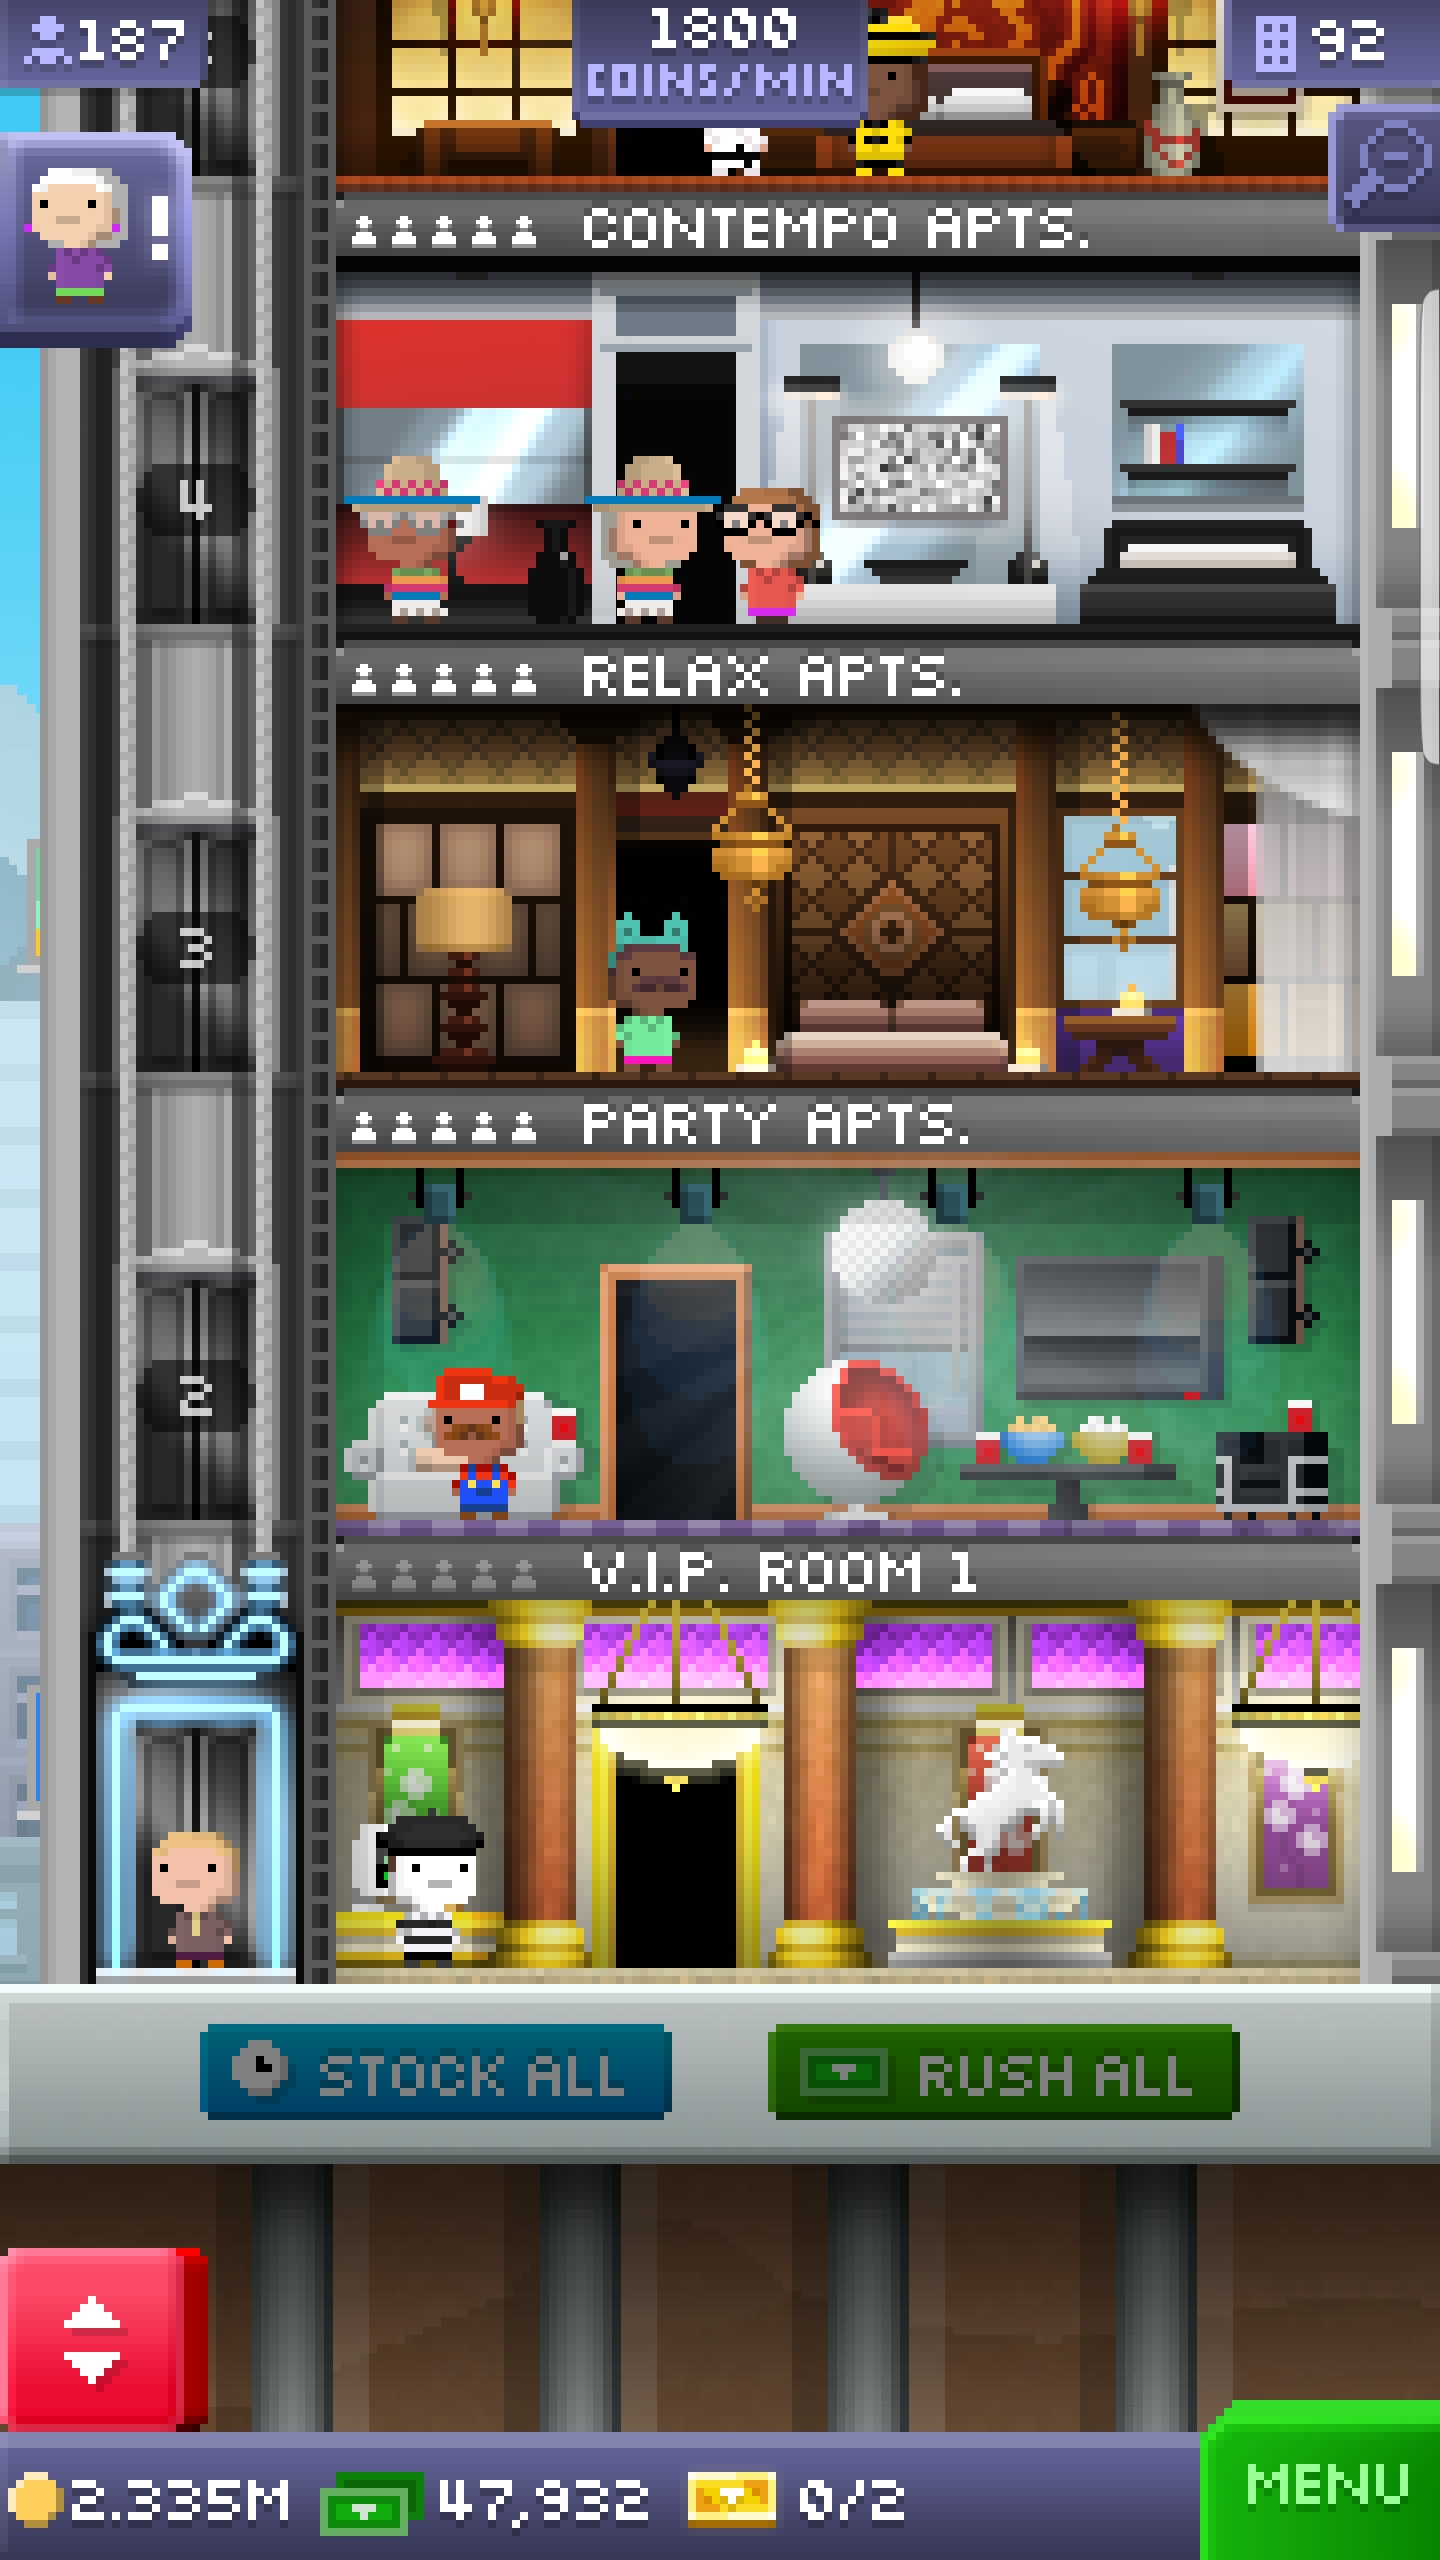 187
1800
COINS/MIN
92
!
CONTEMPO APTS.
4
RELAX APTS.
3
PARTY APTS.
2
V.I.P. ROOM 1
STOCK ALL
RUSH ALL
2.335M
47,932
0/2
MENU